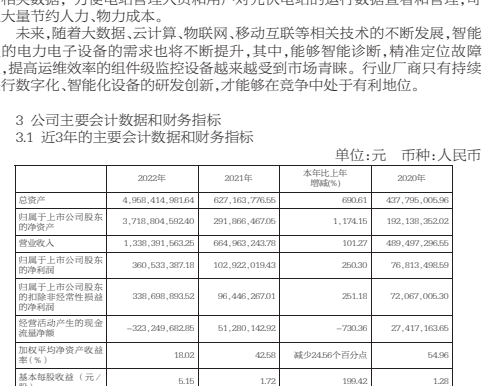 相关数据，方便电站管理人员和用户对光伏电站的运行数据查看和管理，可
大量节约人力、物力成本。
未来,随着大数据、云计算、物联网、移动互联等相关技术的不断发展,智能
的电力电子设备的需求也将不断提升,其中,能够智能诊断,精准定位故障
,提高运维效率的组件级监控设备越来越受到市场青睐。行业厂商只有持续
行数字化、智能化设备的研发创新,才能够在竞争中处于有利地位。
3 公司主要会计数据和财务指标
3.1 近3年的主要会计数据和财务指标
单位:元 币种:人民币
2022年 2021年 本年比上年增减(%) 2020年
总资产 4,958,414,981.64 627,163,776.55 690.61 437,795,005.96
归属于上市公司股东的净资产 3,718,804,592.40 291,866,467.05 1,174.15 192,138,352.02
营业收入 1,338,391,563.25 664,963,243.78 101.27 489,497,296.55
归属于上市公司股东的净利润 360,533,387.18 102,922,019.43 250.30 76,813,498.59
归属于上市公司股东的扣除非经常性损益的净利润 338,698,893.52 96,446,267.01 251.18 72,067,005.30
经营活动产生的现金流量净额 -323,249,682.85 51,280,142.92 -730.36 27,417,163.65
加权平均净资产收益率(%) 18.02 42.58 减少24.56个百分点 54.96
基本每股收益（元/ 5.15 1.72 199.42 1.28